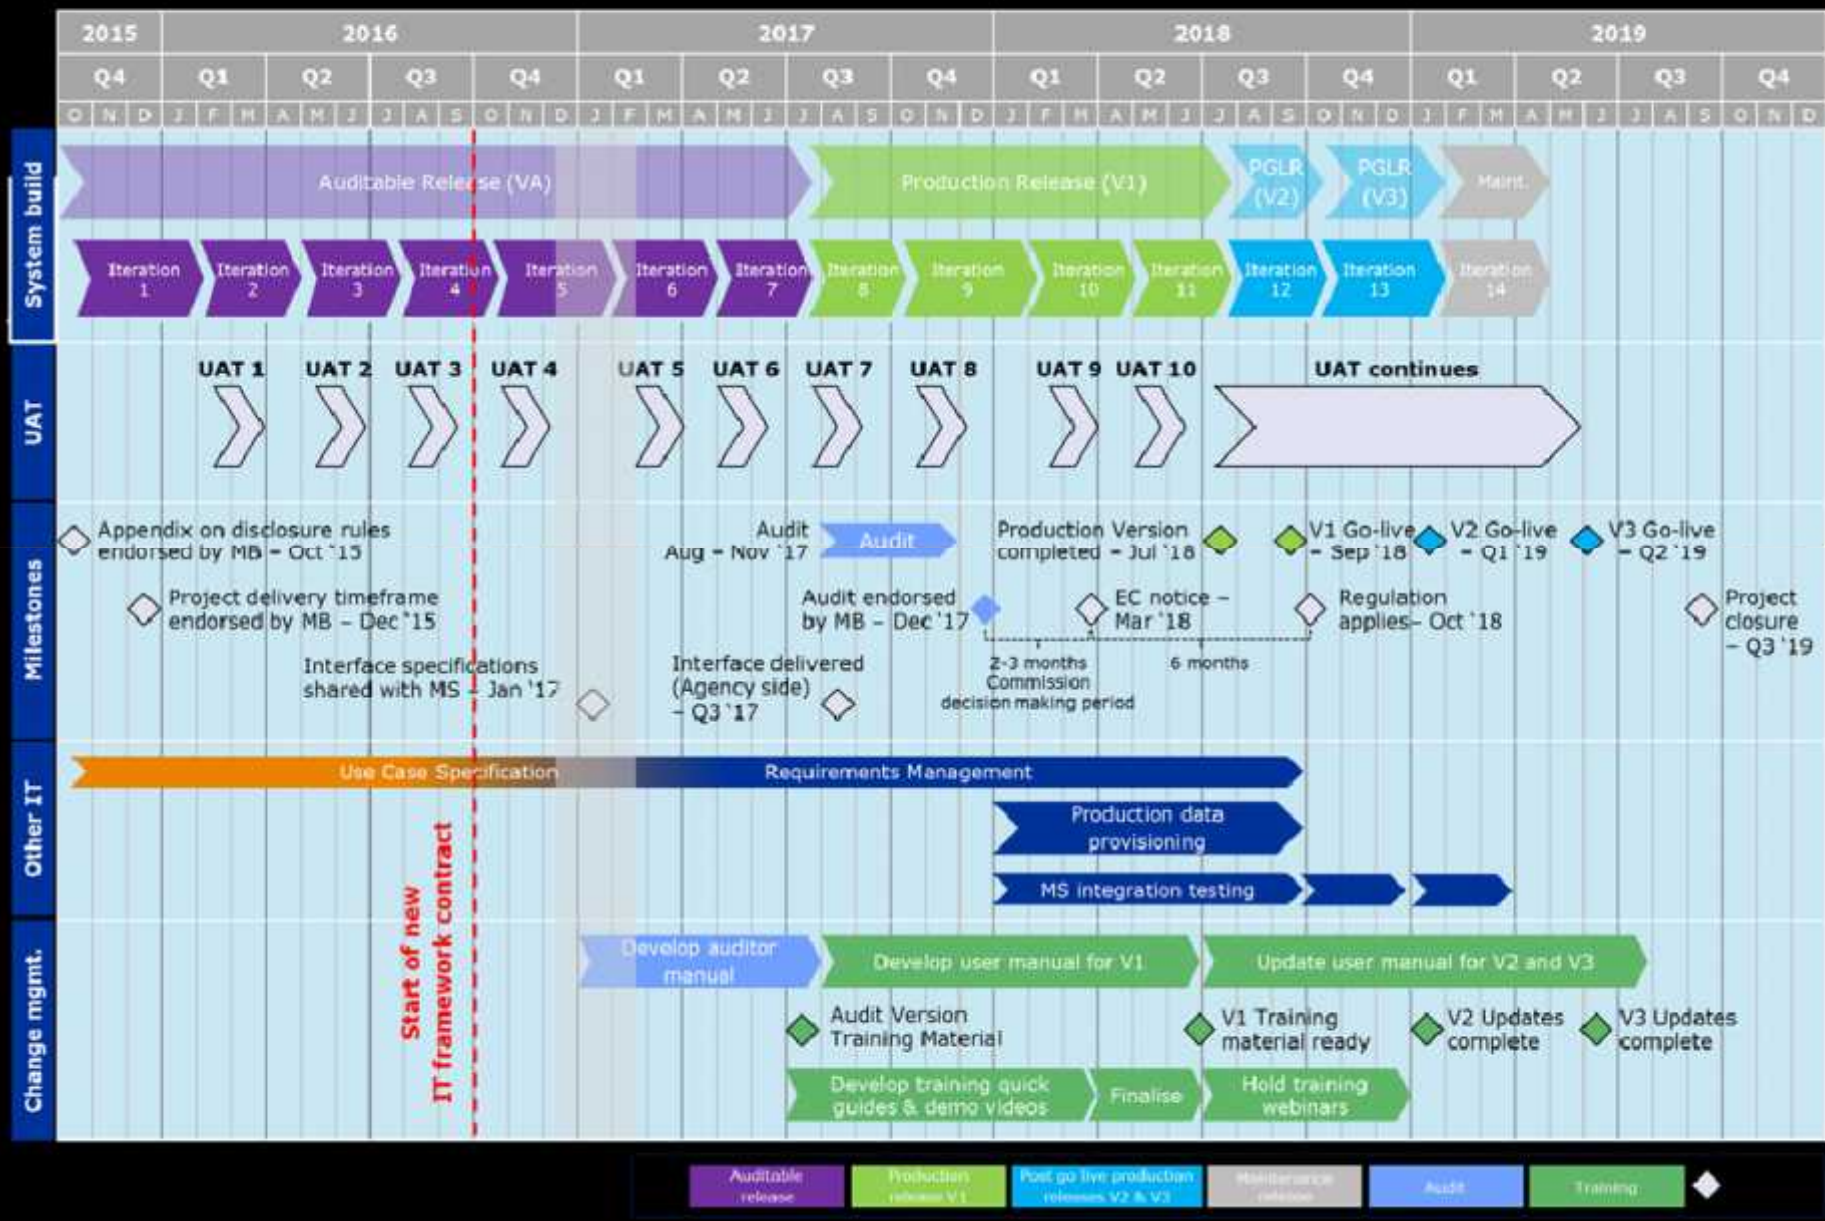 2015 2016 2017 2018 2019
Q4 Q1 Q2 Q3 Q4 Q1 Q2 Q3 Q4 Q1 Q2 Q3 Q4 Q1 Q2 Q3 Q4
O N D J F M A M J J A S O N D J F M A M J J A S O N D J F M A M J J A S O N D J F M A M J J A S O N D
System build
Auditable Release (VA)
Production Release (V1)
PGLR
(V2)
PGLR
(V3)
Maint.
Iteration
1
Iteration
2
Iteration
3
Iteration
4
Iteration
5
Iteration
6
Iteration
7
Iteration
8
Iteration
9
Iteration
10
Iteration
11
Iteration
12
Iteration
13
Iteration
14
UAT
UAT 1 UAT 2 UAT 3 UAT 4 UAT 5 UAT 6 UAT 7 UAT 8 UAT 9 UAT 10 UAT continues
Milestones
Appendix on disclosure rules
endorsed by MB – Oct '15
Audit
Aug – Nov '17
Audit
Production Version
completed – Jul '18
V1 Go-live
– Sep '18
V2 Go-live
– Q1 '19
V3 Go-live
– Q2 '19
Project delivery timeframe
endorsed by MB – Dec '15
Audit endorsed
by MB – Dec '17
EC notice –
Mar '18
Regulation
applies– Oct '18
Project
closure
– Q3 '19
Interface specifications
shared with MS – Jan '17
Interface delivered
(Agency side)
– Q3 '17
2-3 months
Commission
decision making period
6 months
Other IT
Use Case Specification
Requirements Management
Production data
provisioning
MS integration testing
Start of new
IT framework contract
Change mgmt.
Develop auditor
manual
Develop user manual for V1
Update user manual for V2 and V3
Audit Version
Training Material
V1 Training
material ready
V2 Updates
complete
V3 Updates
complete
Develop training quick
guides & demo videos
Finalise
Hold training
webinars
Auditable
release
Production
release V1
Post go live production
releases V2 & V3
Maintenance
release
Audit
Training